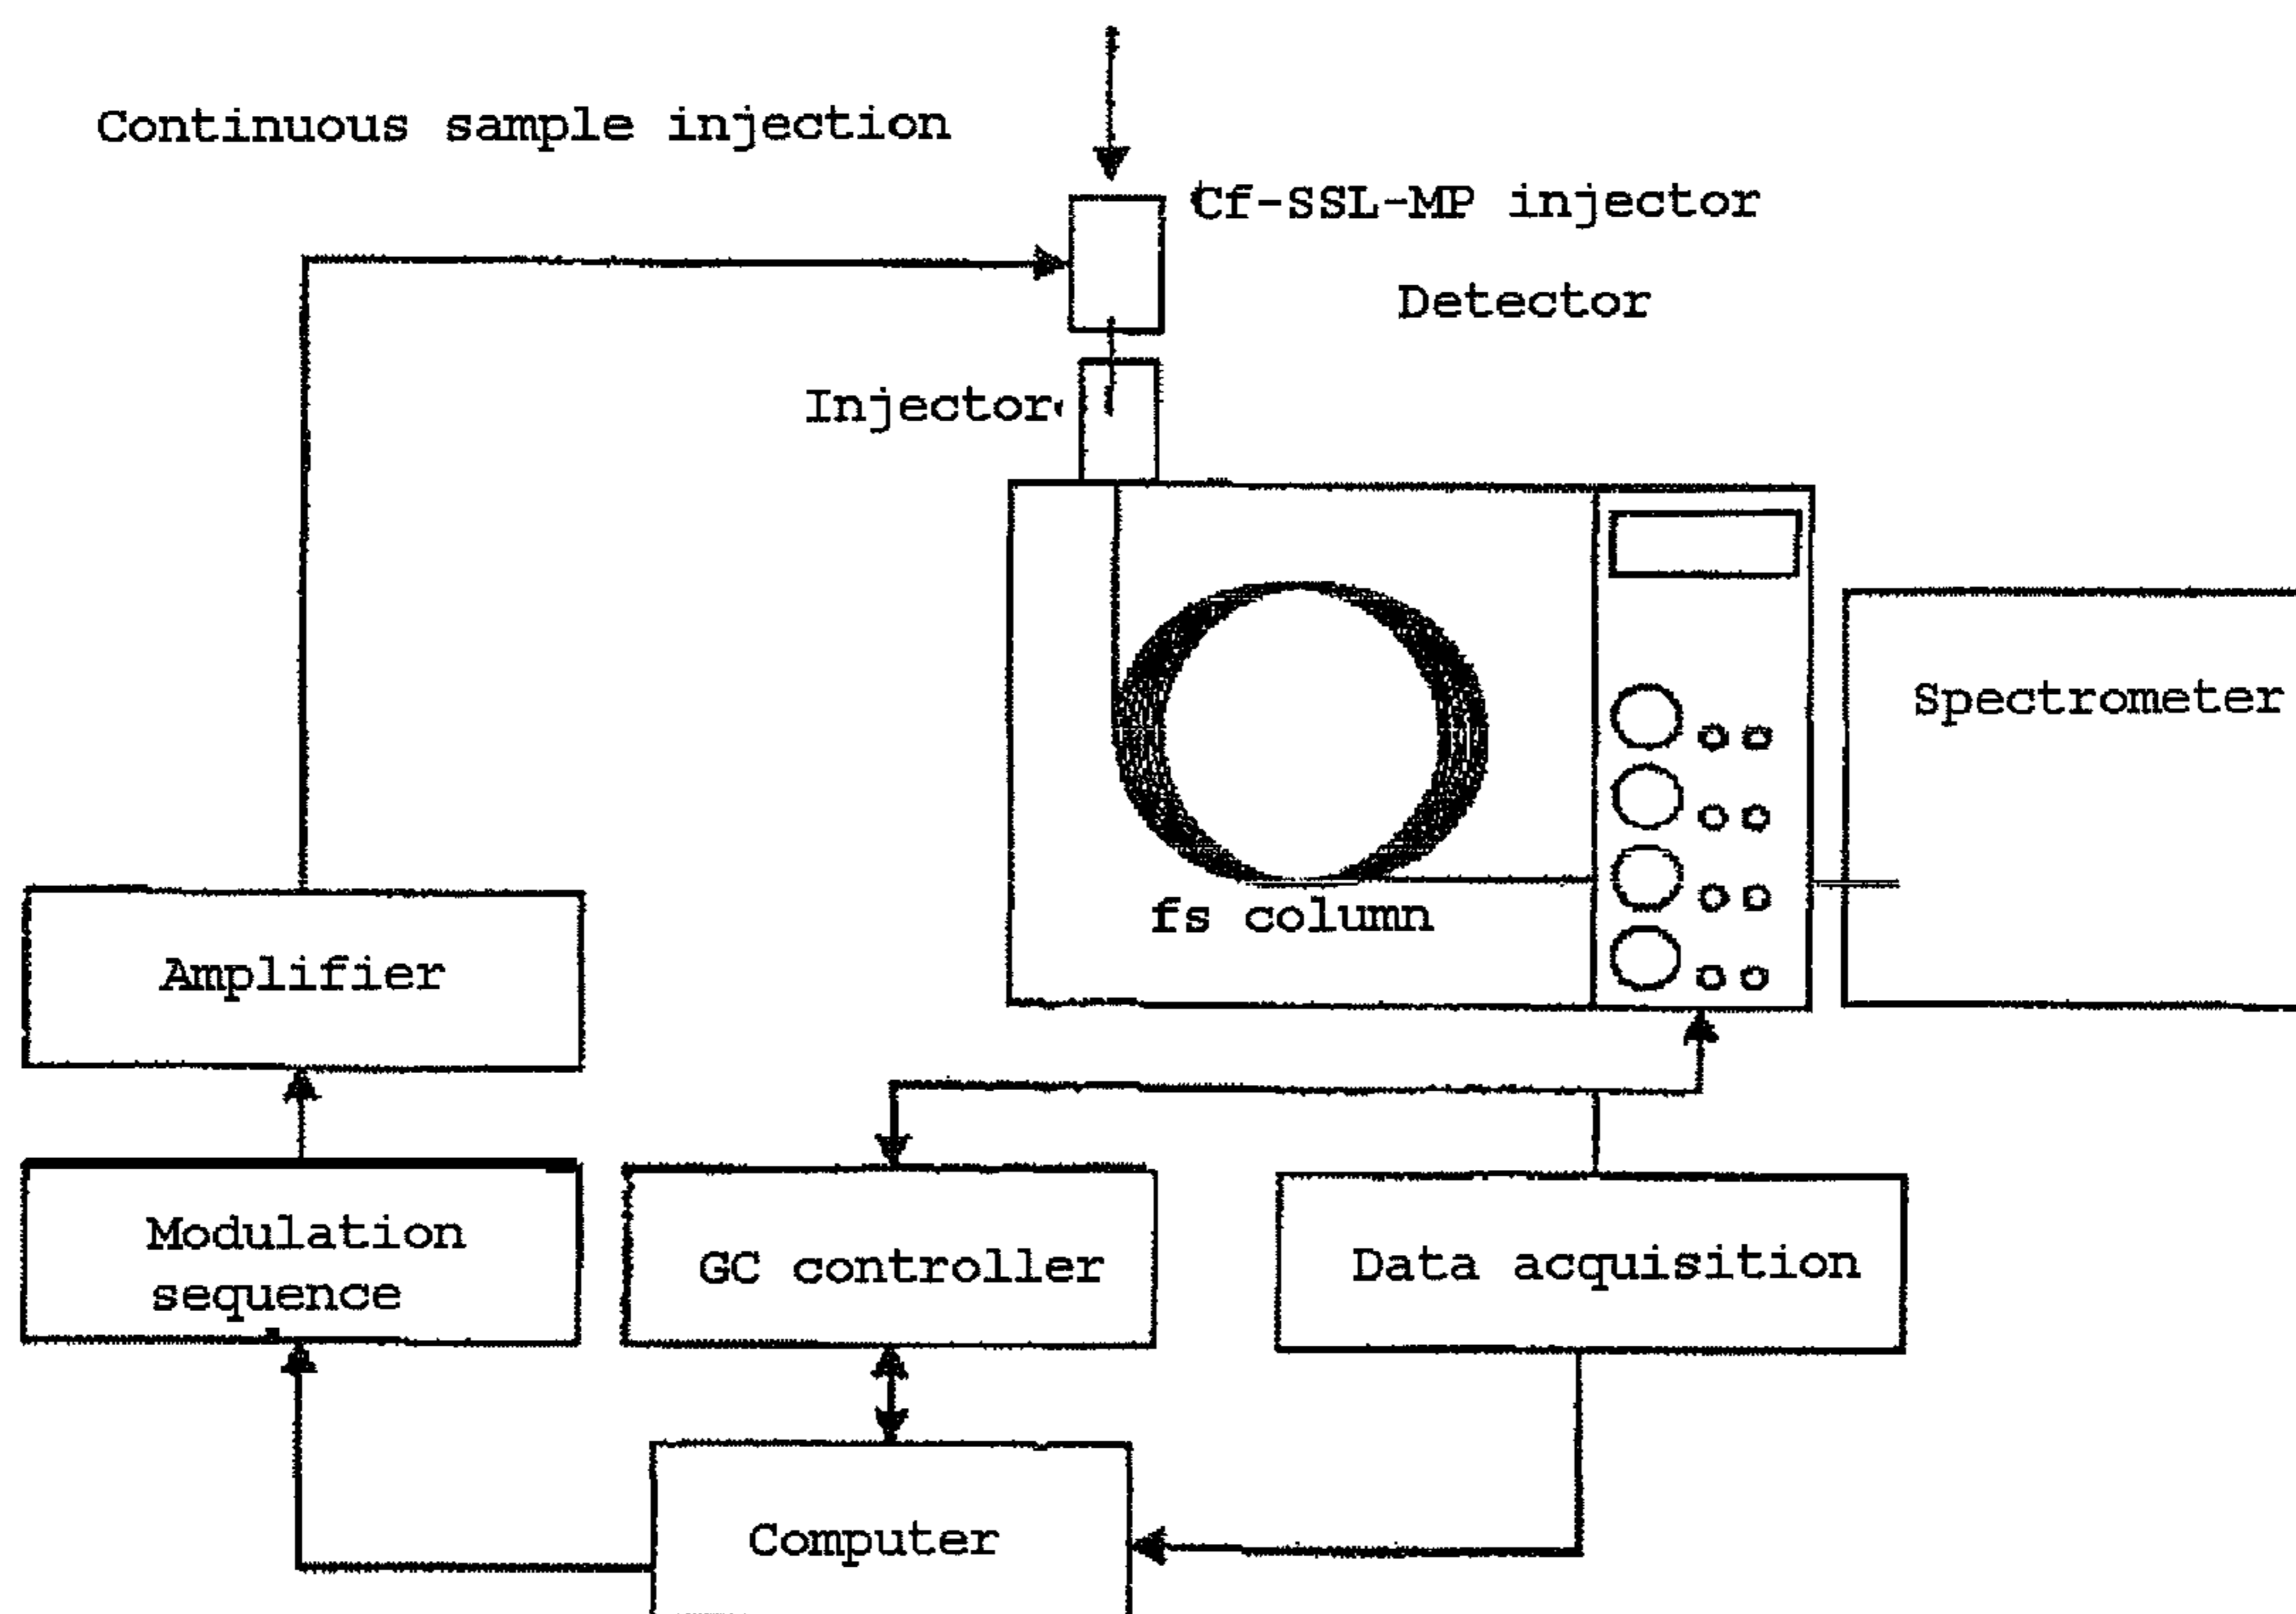 Continuous sample injection
Cf-SSL-MP injector
Detector
Injector
Spectrometer
fs column
Amplifier
Modulation
sequence
GC controller
Data acquisition
Computer